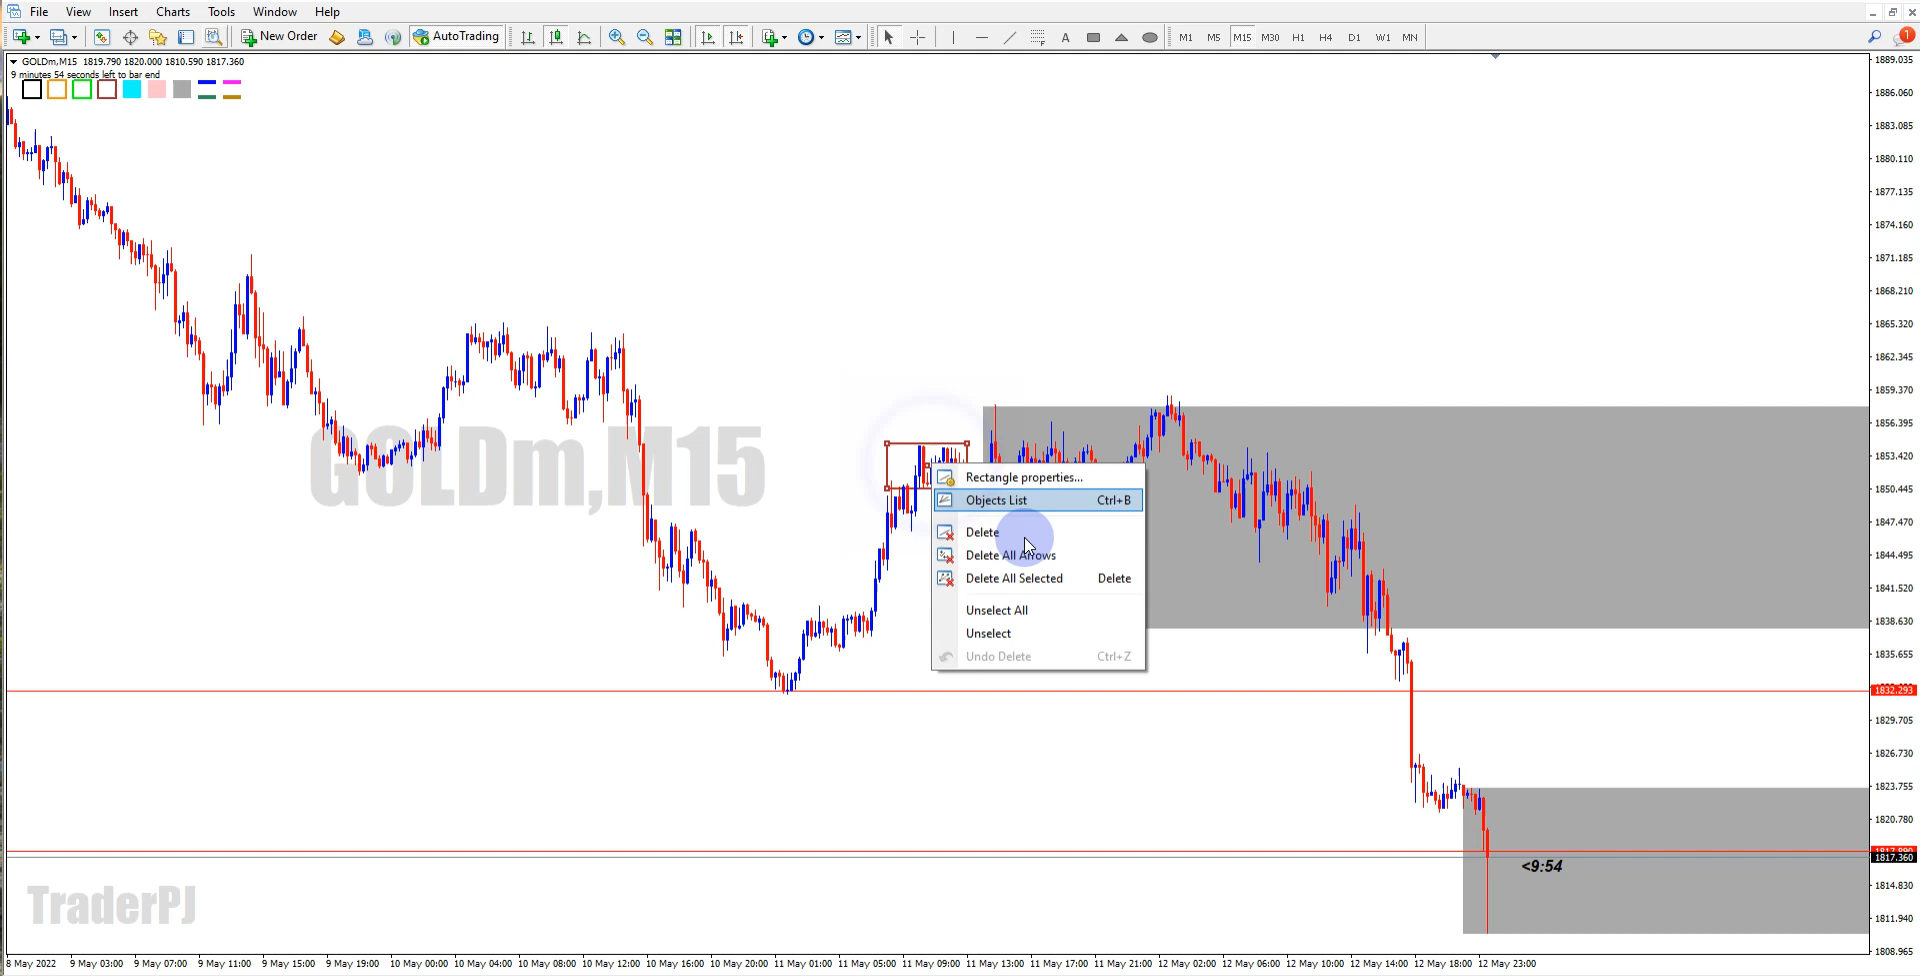 File View Insert Charts Tools Window Help
New Order AutoTrading A M1 M5 M15 M30 H1 H4 D1 W1 MN 1
GOLDm,M15 1819.790 1820.000 1810.590 1817.360
9 minutes 54 seconds left to bar end
1889.035
1886.060
1883.085
1880.110
1877.135
1874.160
1871.185
1868.210
1865.320
1862.345
1859.370
1856.395
1853.420
1850.445
1847.470
1844.495
1841.520
1838.630
1835.655
1832.293
1829.705
1826.730
1823.755
1820.780
1817.360
1814.830
1811.940
1808.965
GOLDm,M15
Rectangle properties...
Objects List Ctrl+B
Delete
Delete All Arrows
Delete All Selected Delete
Unselect All
Unselect
Undo Delete Ctrl+Z
<9:54
TraderPJ
8 May 2022 9 May 03:00 9 May 07:00 9 May 11:00 9 May 15:00 9 May 19:00 10 May 00:00 10 May 04:00 10 May 08:00 10 May 12:00 10 May 16:00 10 May 20:00 11 May 01:00 11 May 05:00 11 May 09:00 11 May 13:00 11 May 17:00 11 May 21:00 12 May 02:00 12 May 06:00 12 May 10:00 12 May 14:00 12 May 18:00 12 May 23:00